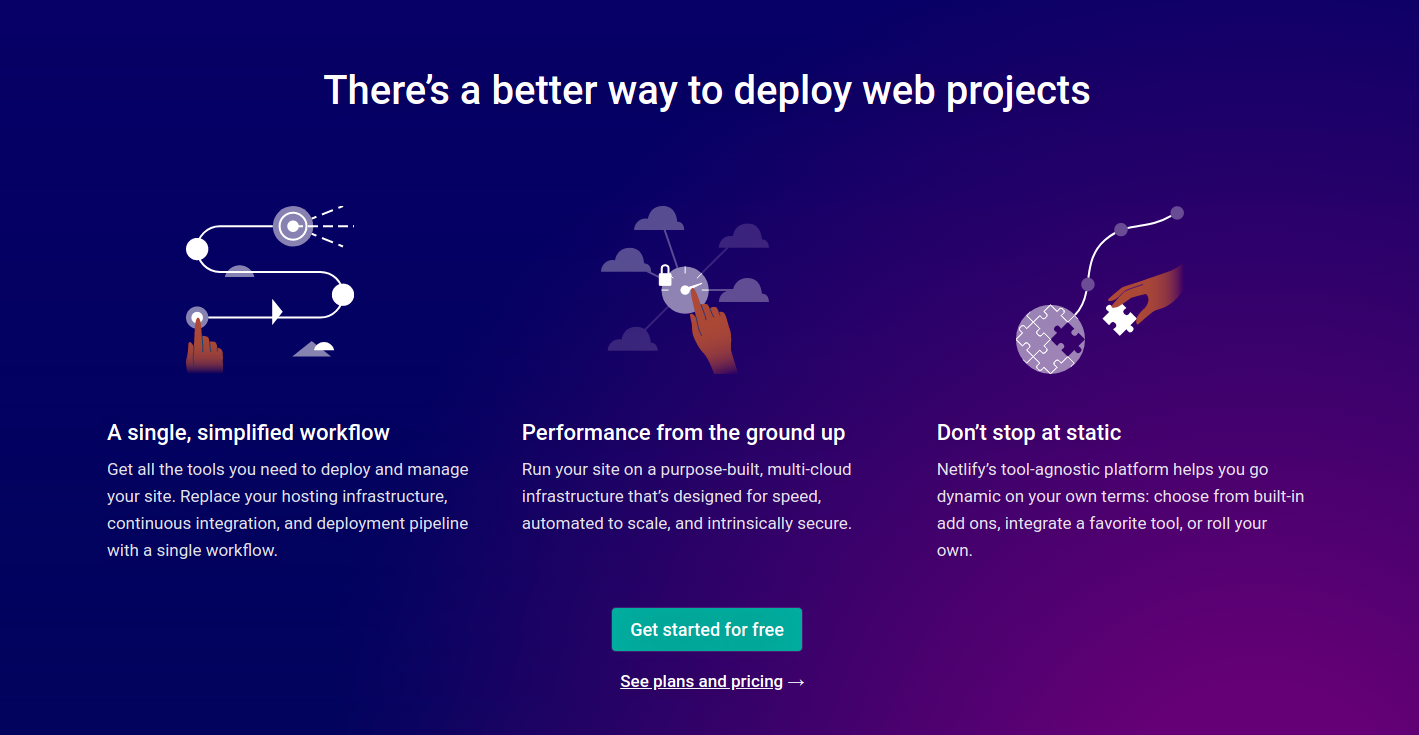 There’s a better way to deploy web projects
A single, simplified workflow
Get all the tools you need to deploy and manage
your site. Replace your hosting infrastructure,
continuous integration, and deployment pipeline
with a single workflow.
Performance from the ground up
Run your site on a purpose-built, multi-cloud
infrastructure that’s designed for speed,
automated to scale, and intrinsically secure.
Don’t stop at static
Netlify’s tool-agnostic platform helps you go
dynamic on your own terms: choose from built-in
add ons, integrate a favorite tool, or roll your
own.
Get started for free
See plans and pricing →